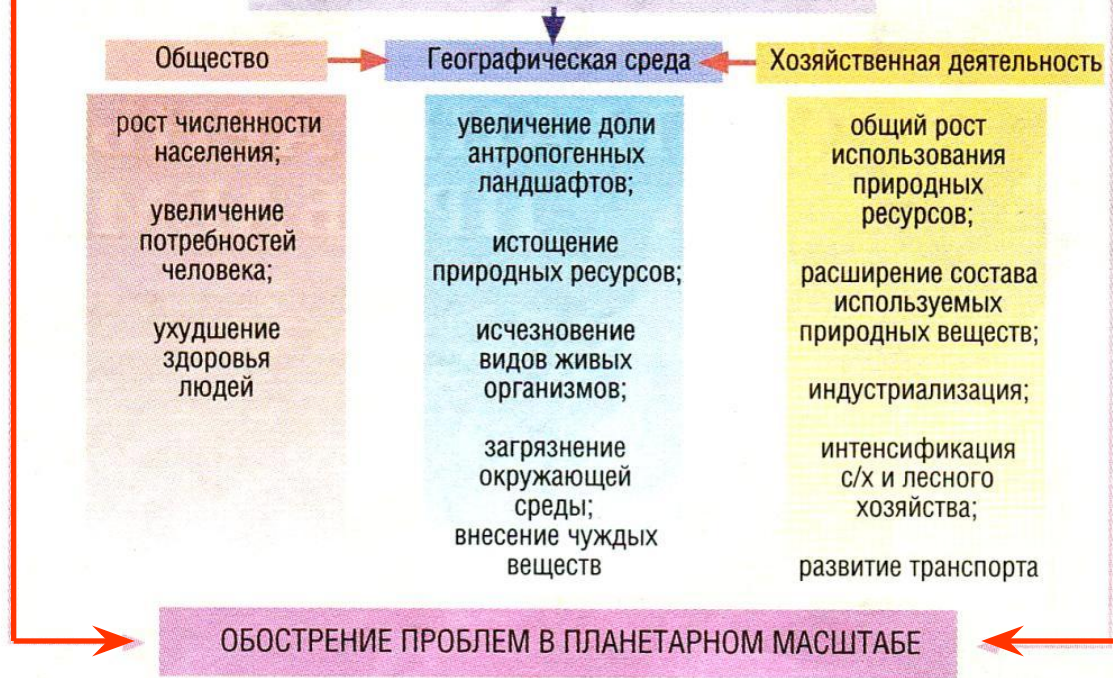 Общество
рост численности
населения;
увеличение
потребностей
человека;
ухудшение
здоровья
людей
Географическая среда
увеличение доли
антропогенных
ландшафтов;
истощение
природных ресурсов;
исчезновение
видов живых
организмов;
загрязнение
окружающей
среды;
внесение чуждых
веществ
Хозяйственная деятельность
общий рост
использования
природных
ресурсов;
расширение состава
используемых
природных веществ;
индустриализация;
интенсификация
с/х и лесного
хозяйства;
развитие транспорта
ОБОСТРЕНИЕ ПРОБЛЕМ В ПЛАНЕТАРНОМ МАСШТАБЕ